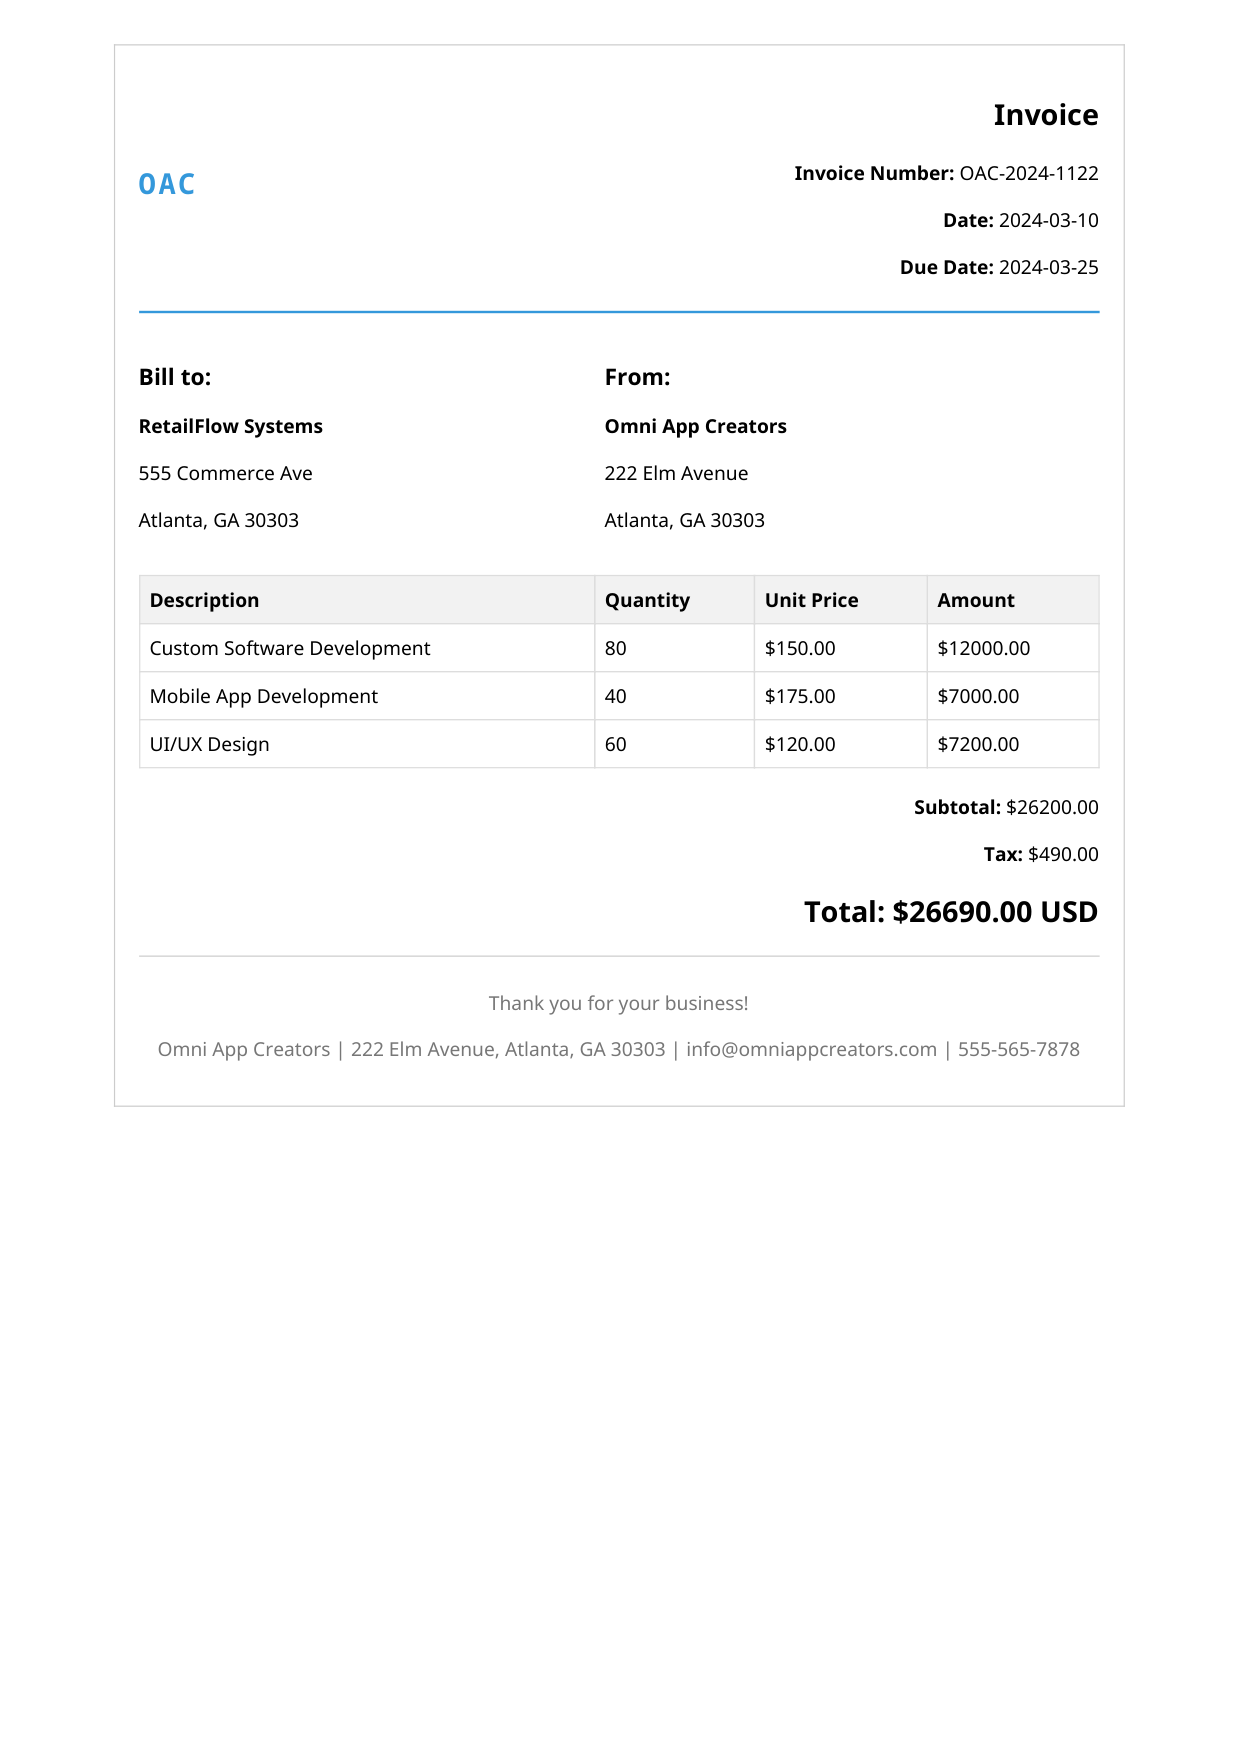 Invoice
OAC
Invoice Number: OAC-2024-1122
Date: 2024-03-10
Due Date: 2024-03-25
Bill to:
RetailFlow Systems
555 Commerce Ave
Atlanta, GA 30303
From:
Omni App Creators
222 Elm Avenue
Atlanta, GA 30303
Description Quantity Unit Price Amount
Custom Software Development 80 $150.00 $12000.00
Mobile App Development 40 $175.00 $7000.00
UI/UX Design 60 $120.00 $7200.00
Subtotal: $26200.00
Tax: $490.00
Total: $26690.00 USD
Thank you for your business!
Omni App Creators | 222 Elm Avenue, Atlanta, GA 30303 | info@omniappcreators.com | 555-565-7878